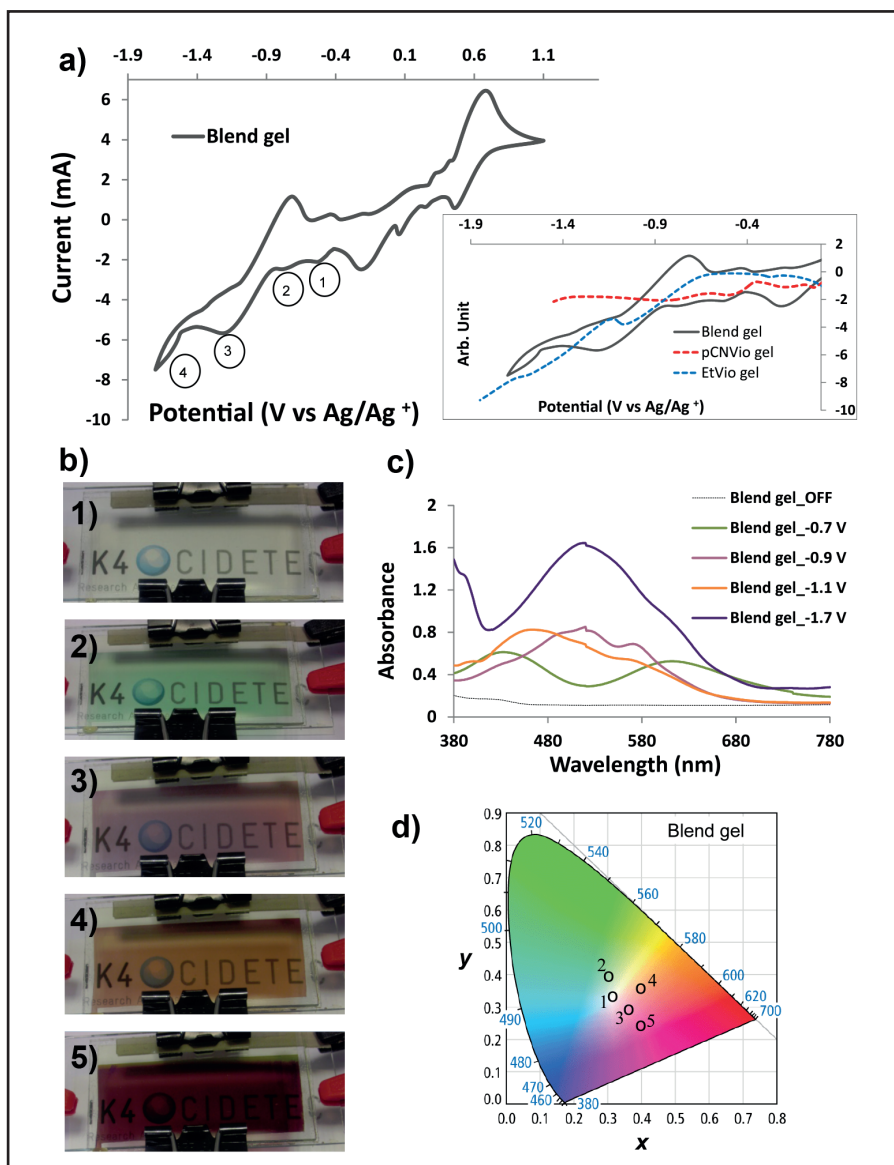 a)
-1.9 -1.4 -0.9 -0.4 0.1 0.6 1.1
6
4
2
0
-2
-4
-6
-8
-10
Current (mA)
Blend gel
1
2
3
4
Potential (V vs Ag/Ag +)
-1.9 -1.4 -0.9 -0.4
2
0
-2
-4
-6
-8
-10
Arb. Unit
Blend gel
pCNVio gel
EtVio gel
Potential (V vs Ag/Ag+)
b)
1)
IK4 CIDETEC
Research A
2)
IK4 CIDETEC
Research A
3)
K4 CIDETE
4)
K4 CIDETE
5)
K4 CIDETE
c)
2
1.6
1.2
0.8
0.4
0
Absorbance
Blend gel_OFF
Blend gel_-0.7 V
Blend gel_-0.9 V
Blend gel_-1.1 V
Blend gel_-1.7 V
380 480 580 680 780
Wavelength (nm)
d)
Blend gel
0.9
0.8
0.7
0.6
0.5
0.4
0.3
0.2
0.1
0.0
y
520
540
560
500
580
600
620
700
490
480
470
460
380
2
4
1
3
5
0.0 0.1 0.2 0.3 0.4 0.5 0.6 0.7 0.8
x